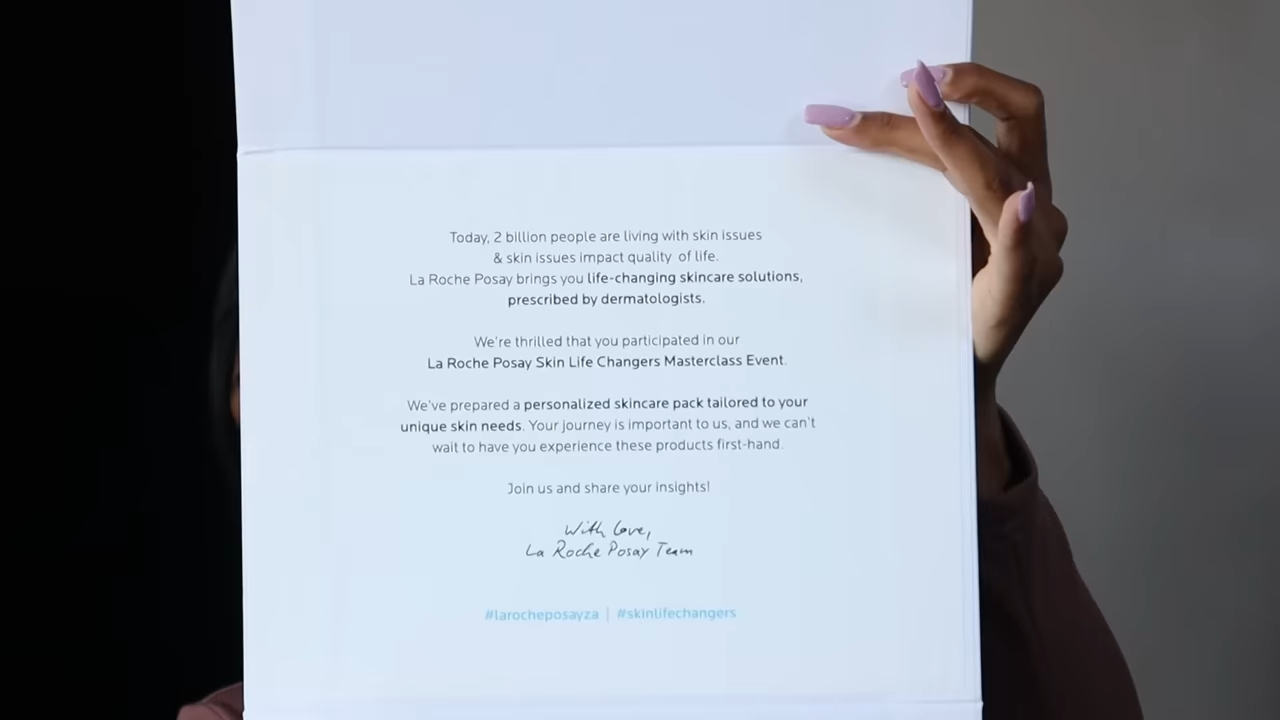 Today, 2 billion people are living with skin issues
& skin issues impact quality of life.
La Roche Posay brings you life-changing skincare solutions,
prescribed by dermatologists.
We're thrilled that you participated in our
La Roche Posay Skin Life Changers Masterclass Event.
We've prepared a personalized skincare pack tailored to your
unique skin needs. Your journey is important to us, and we can't
wait to have you experience these products first-hand.
Join us and share your insights!
With love,
La Roche Posay Team
#larocheposayza | #skinlifechangers